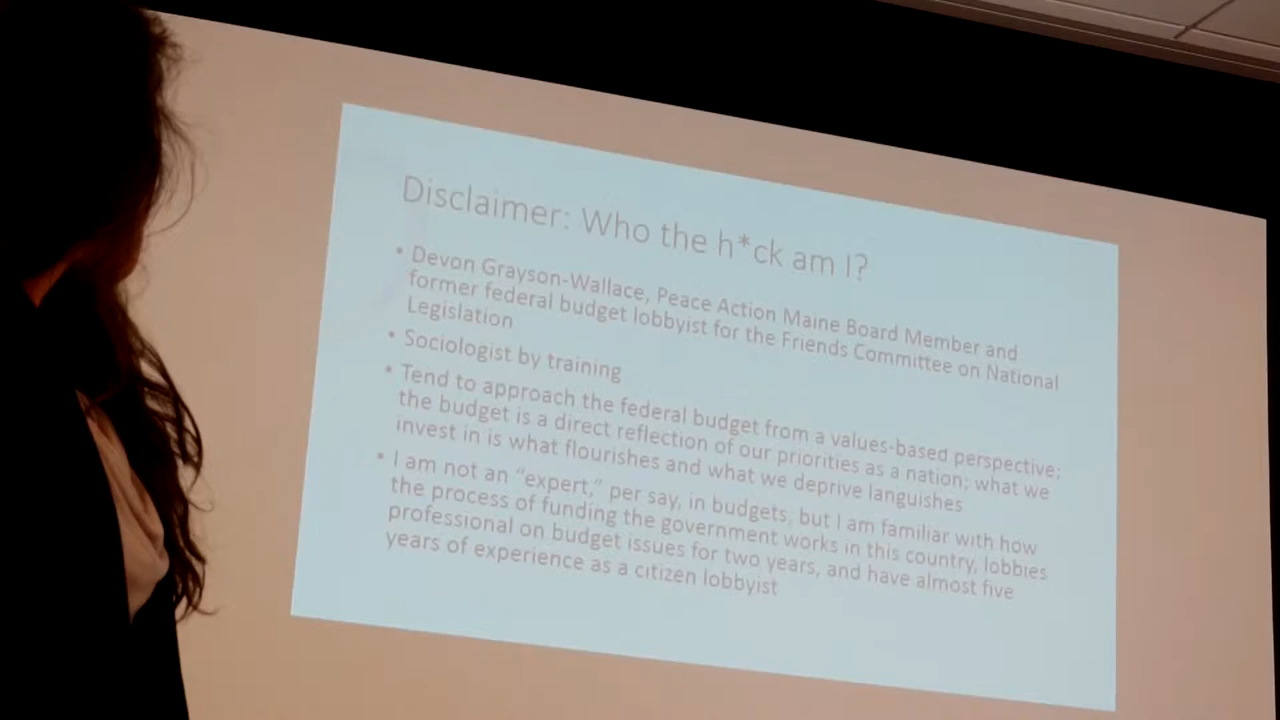 Disclaimer: Who the h*ck am I?
• Devon Grayson-Wallace, Peace Action Maine Board Member and
former federal budget lobbyist for the Friends Committee on National
Legislation
• Sociologist by training
• Tend to approach the federal budget from a values-based perspective;
the budget is a direct reflection of our priorities as a nation; what we
invest in is what flourishes and what we deprive languishes
• I am not an “expert,” per say, in budgets, but I am familiar with how
the process of funding the government works in this country, lobbies
professional on budget issues for two years, and have almost five
years of experience as a citizen lobbyist